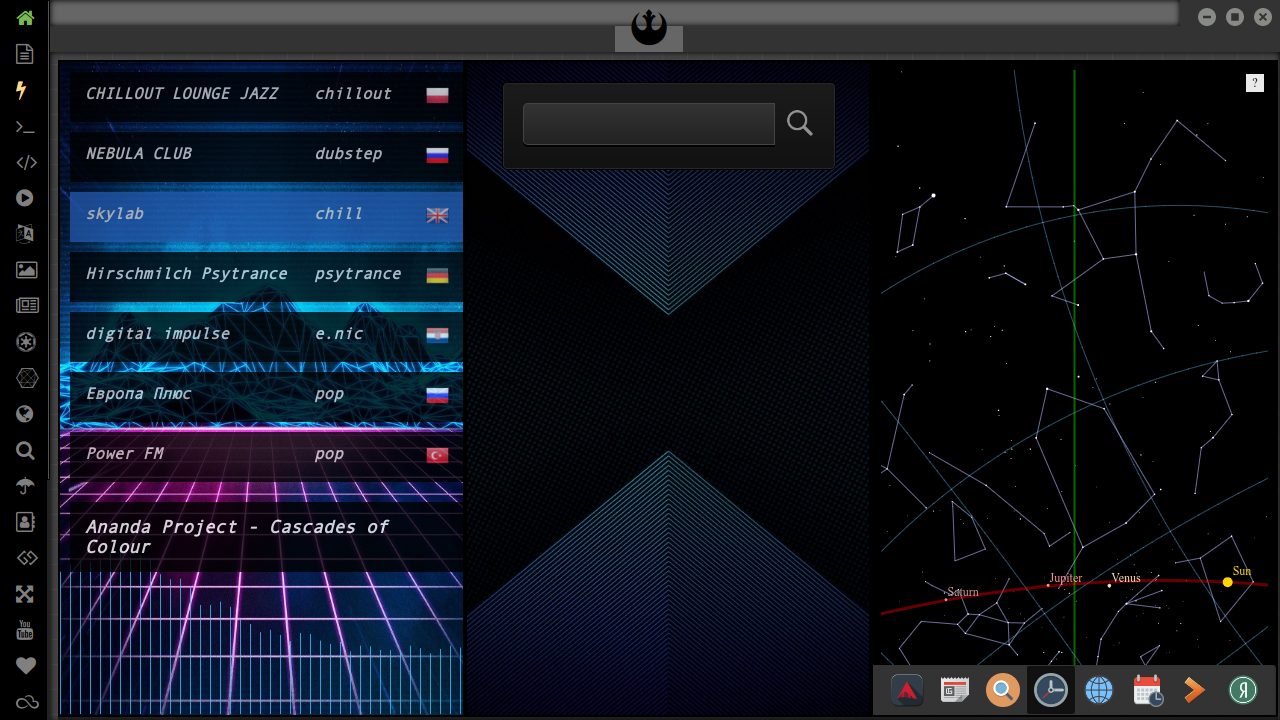 CHILLOUT LOUNGE JAZZ chillout
NEBULA CLUB dubstep
skylab chill
Hirschmilch Psytrance psytrance
digital impulse e.nic
Европа Плюс pop
Power FM pop
Ananda Project - Cascades of
Colour
?
Sun
Jupiter Venus
Saturn
You
Tube
Я